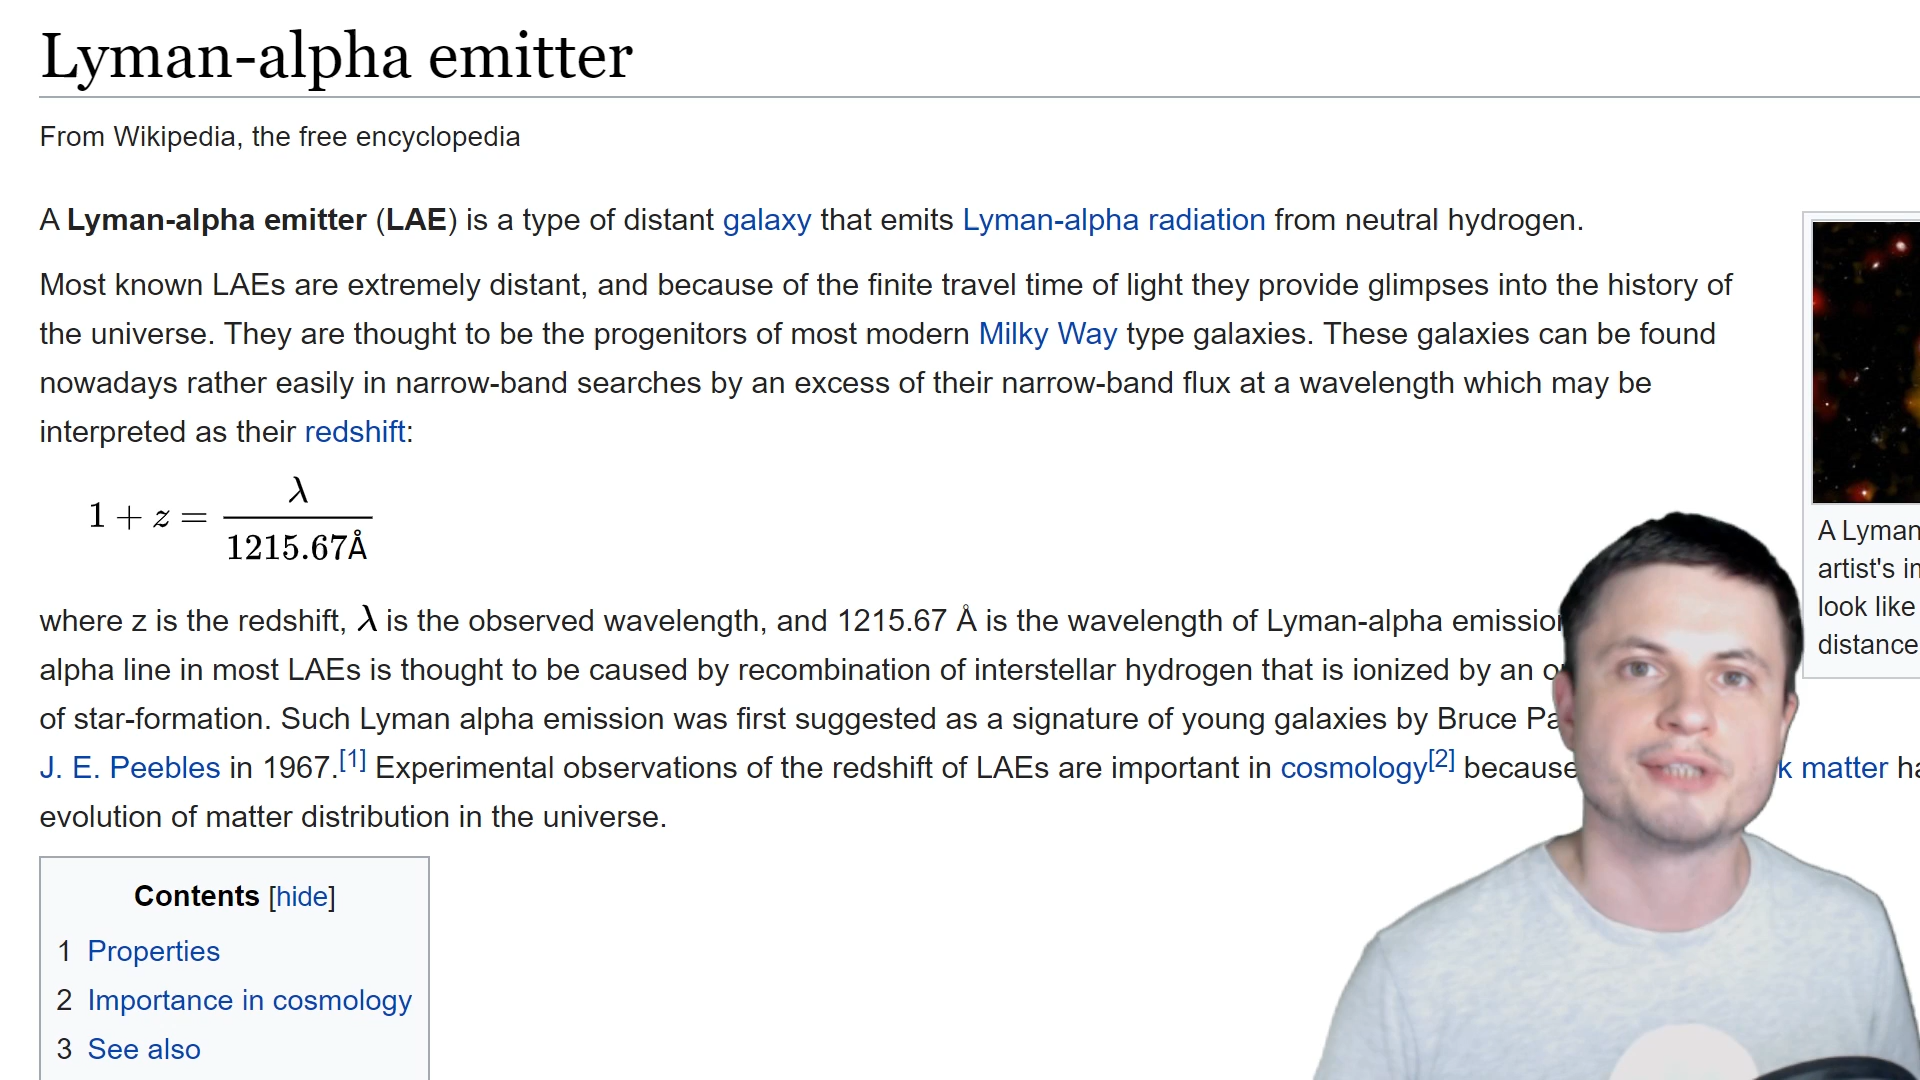 Lyman-alpha emitter
From Wikipedia, the free encyclopedia
A Lyman-alpha emitter (LAE) is a type of distant galaxy that emits Lyman-alpha radiation from neutral hydrogen.
Most known LAEs are extremely distant, and because of the finite travel time of light they provide glimpses into the history of
the universe. They are thought to be the progenitors of most modern Milky Way type galaxies. These galaxies can be found
nowadays rather easily in narrow-band searches by an excess of their narrow-band flux at a wavelength which may be
interpreted as their redshift:
1 + z = λ / 1215.67Å
where z is the redshift, λ is the observed wavelength, and 1215.67 Å is the wavelength of Lyman-alpha
alpha line in most LAEs is thought to be caused by recombination of interstellar hydrogen that is ionized by an
of star-formation. Such Lyman alpha emission was first suggested as a signature of young galaxies by Bruce
J. E. Peebles in 1967.[1] Experimental observations of the redshift of LAEs are important in cosmology[2] because matter
evolution of matter distribution in the universe.
Contents [hide]
1 Properties
2 Importance in cosmology
3 See also
A Lyman
artist's
look like
distance